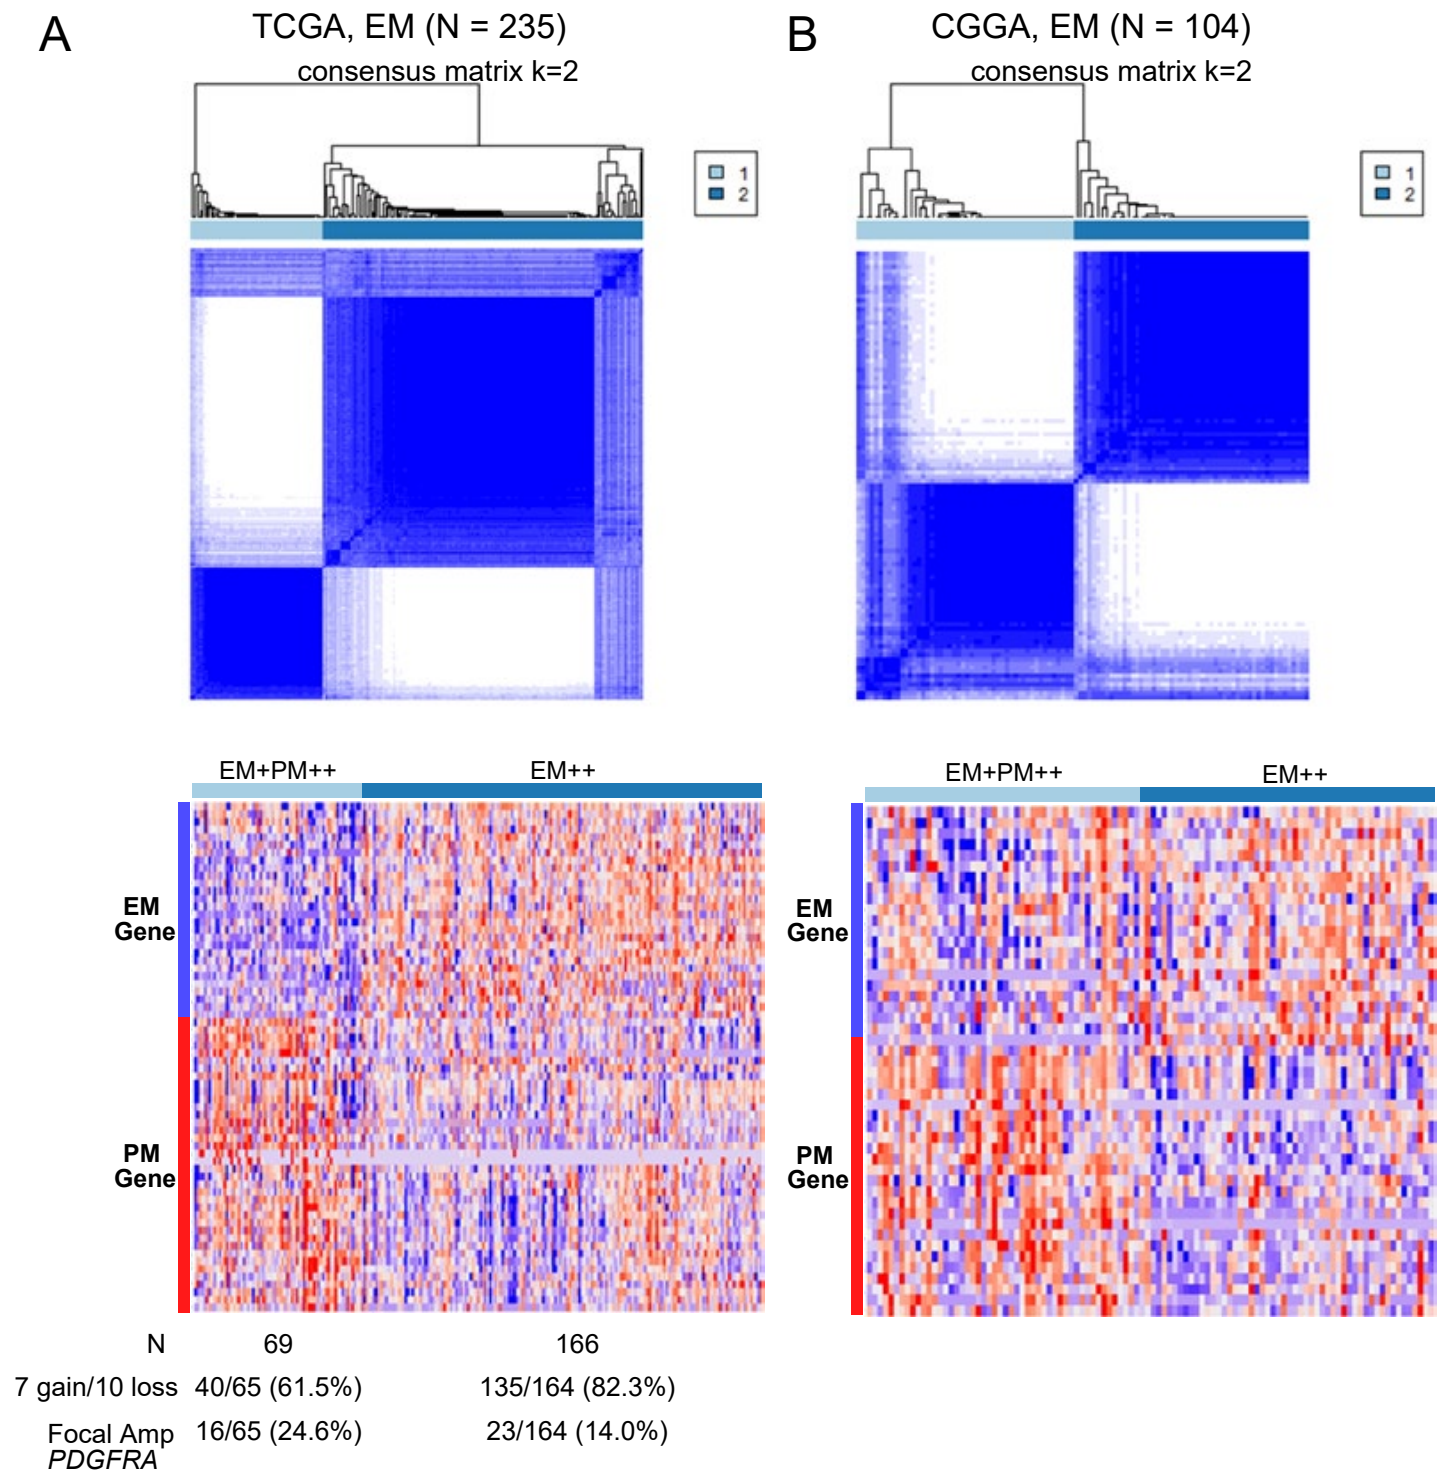 A
TCGA, EM (N = 235)
consensus matrix k=2
1
2
B
CGGA, EM (N = 104)
consensus matrix k=2
1
2
EM+PM++
EM++
EM
Gene
PM
Gene
EM+PM++
EM++
EM
Gene
PM
Gene
N 69 166
7 gain/10 loss 40/65 (61.5%) 135/164 (82.3%)
Focal Amp 16/65 (24.6%) 23/164 (14.0%)
PDGFRA